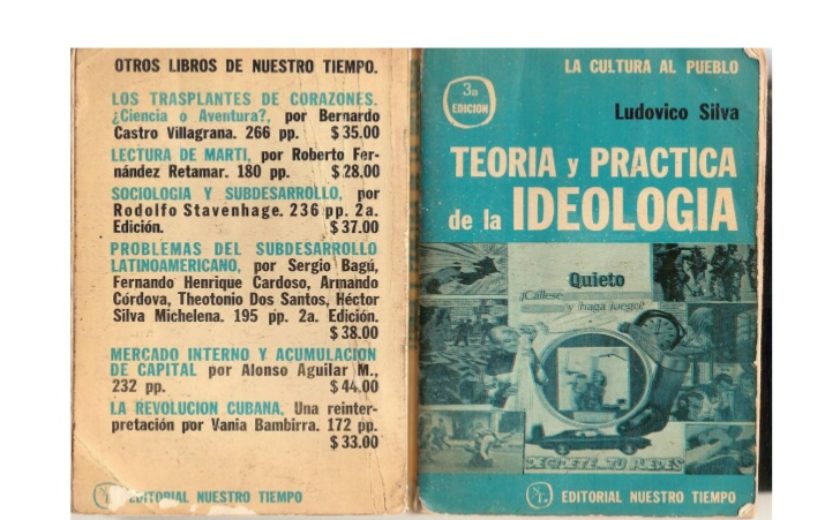 OTROS LIBROS DE NUESTRO TIEMPO.
LOS TRASPLANTES DE CORAZONES.
¿Ciencia o Aventura?, por Bernardo
Castro Villagrana. 266 pp. $35.00
LECTURA DE MARTI, por Roberto Fer-
nández Retamar. 180 pp. $28.00
SOCIOLOGIA Y SUBDESARROLLO, por
Rodolfo Stavenhage. 236 pp. 2a.
Edición. $37.00
PROBLEMAS DEL SUBDESARROLLO
LATINOAMERICANO, por Sergio Bagú,
Fernando Henrique Cardoso, Armando
Córdova, Theotonio Dos Santos, Héctor
Silva Michelena. 195 pp. 2a. Edición.
$38.00
MERCADO INTERNO Y ACUMULACION
DE CAPITAL por Alonso Aguilar M.,
232 pp. $44.00
LA REVOLUCION CUBANA, Una reinter-
pretación por Vania Bambirra. 172 pp.
$33.00
EDITORIAL NUESTRO TIEMPO
LA CULTURA AL PUEBLO
3a
EDICION
Ludovico Silva
TEORIA y PRACTICA
de la IDEOLOGIA
Quieto
¡Cállese
y ¡haga fuego!
DECIDETE...TU PUEDES
EDITORIAL NUESTRO TIEMPO